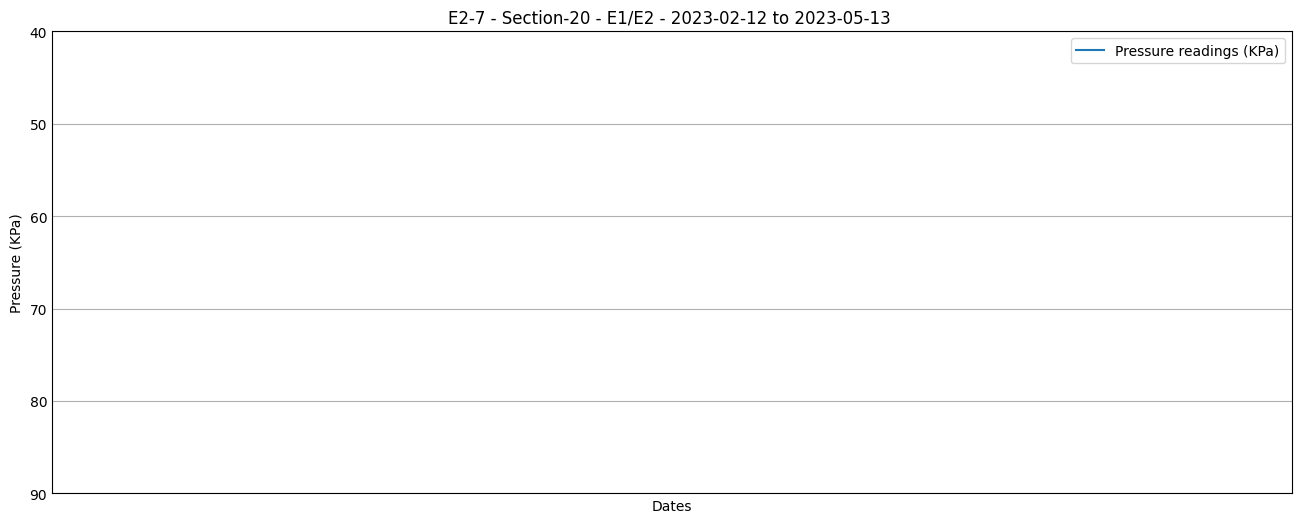 E2-7 - Section-20 - E1/E2 - 2023-02-12 to 2023-05-13
Pressure readings (KPa)
Pressure (KPa)
40
50
60
70
80
90
Dates